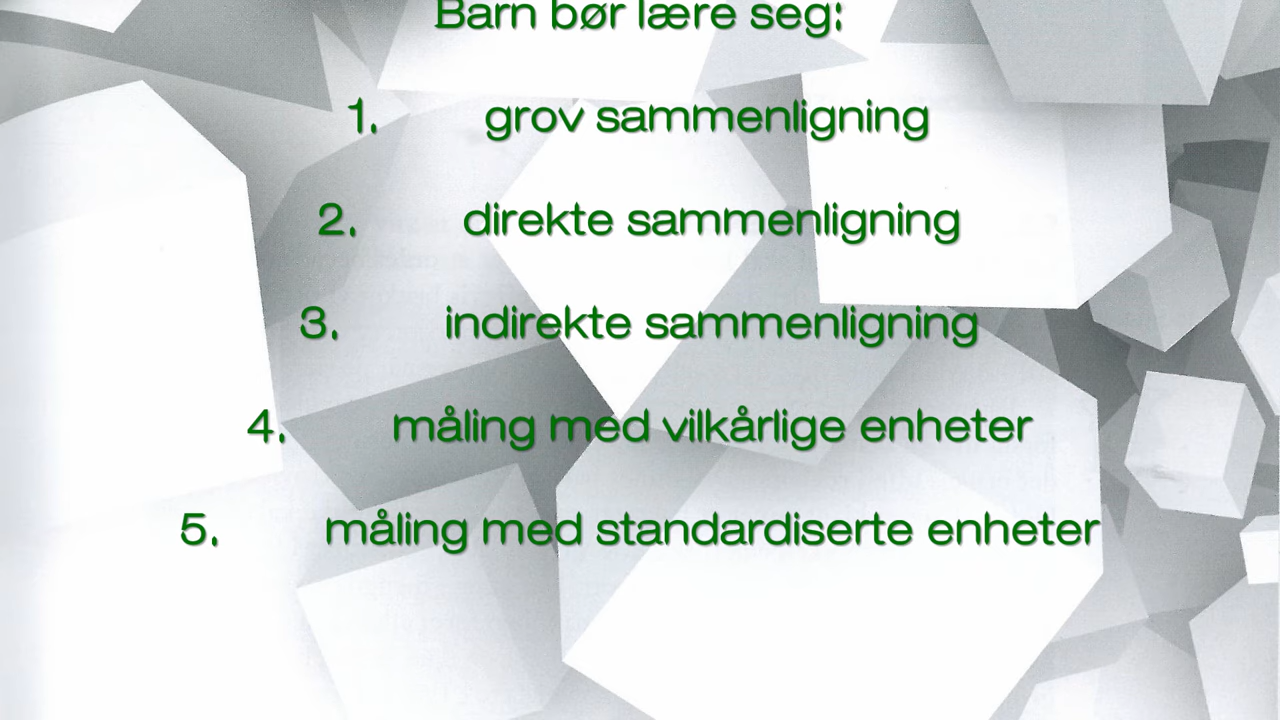 Barn bør lære seg:
1. grov sammenligning
2. direkte sammenligning
3. indirekte sammenligning
4. måling med vilkårlige enheter
5. måling med standardiserte enheter